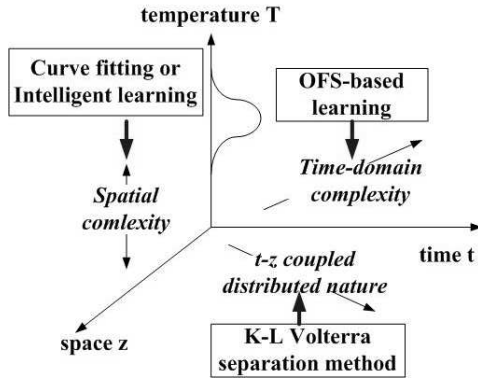 temperature T
Curve fitting or
Intelligent learning
OFS-based
learning
Spatial
comlexity
Time-domain
complexity
time t
t-z coupled
distributed nature
space z
K-L Volterra
separation method